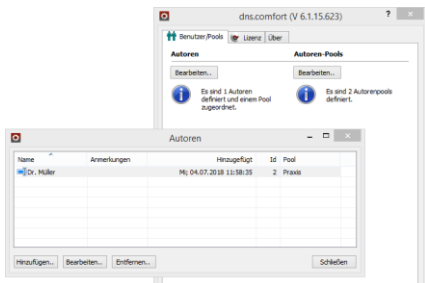 dns.comfort (V 6.1.15.623)
?
Benutzer/Pools Lizenz Über
Autoren Autoren-Pools
Bearbeiten... Bearbeiten...
Es sind 1 Autoren Es sind 2 Autorenpools
definiert und einem Pool definiert.
zugeordnet.
Autoren
Name Anmerkungen Hinzugefügt Id Pool
Dr. Müller Mi; 04.07.2018 11:58:35 2 Praxis
Hinzufügen... Bearbeiten... Entfernen... Schließen